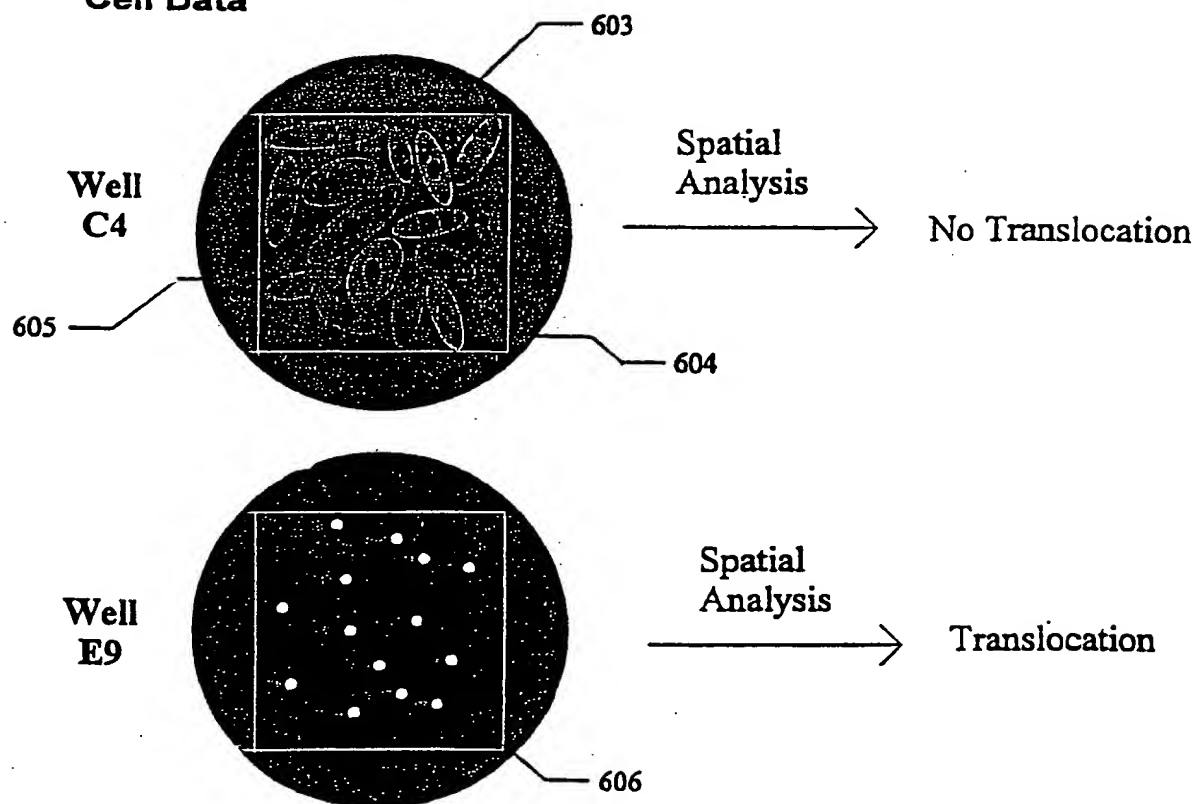 Cell Data
603
Well
C4
Spatial
Analysis
No Translocation
605
604
Well
E9
Spatial
Analysis
Translocation
606